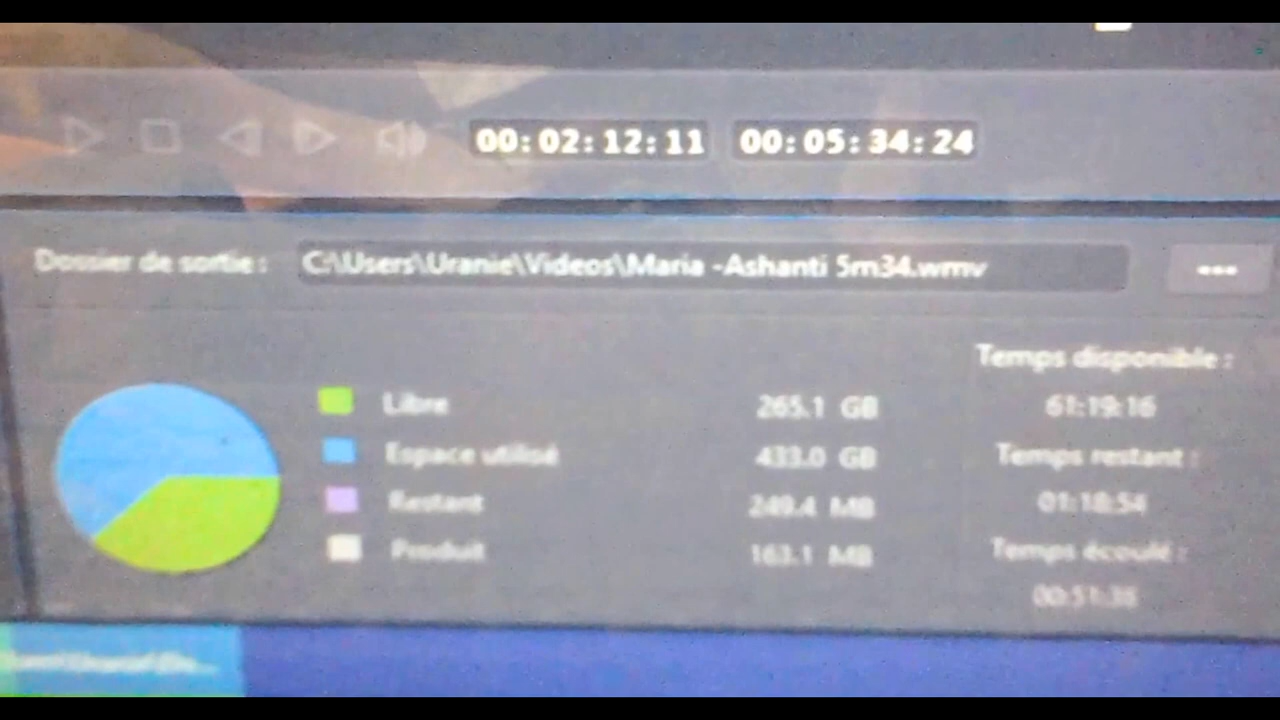 00:02:12:11 00:05:34:24
Dossier de sortie : C:\Users\Uranie\Videos\Maria -Ashanti 5m34.wmv ...
Temps disponible :
Libre 265.1 GB 61:19:16
Espace utilisé 433.0 GB Temps restant :
Restant 249.4 MB 01:18:54
Produit 163.1 MB Temps écoulé :
00:51:38